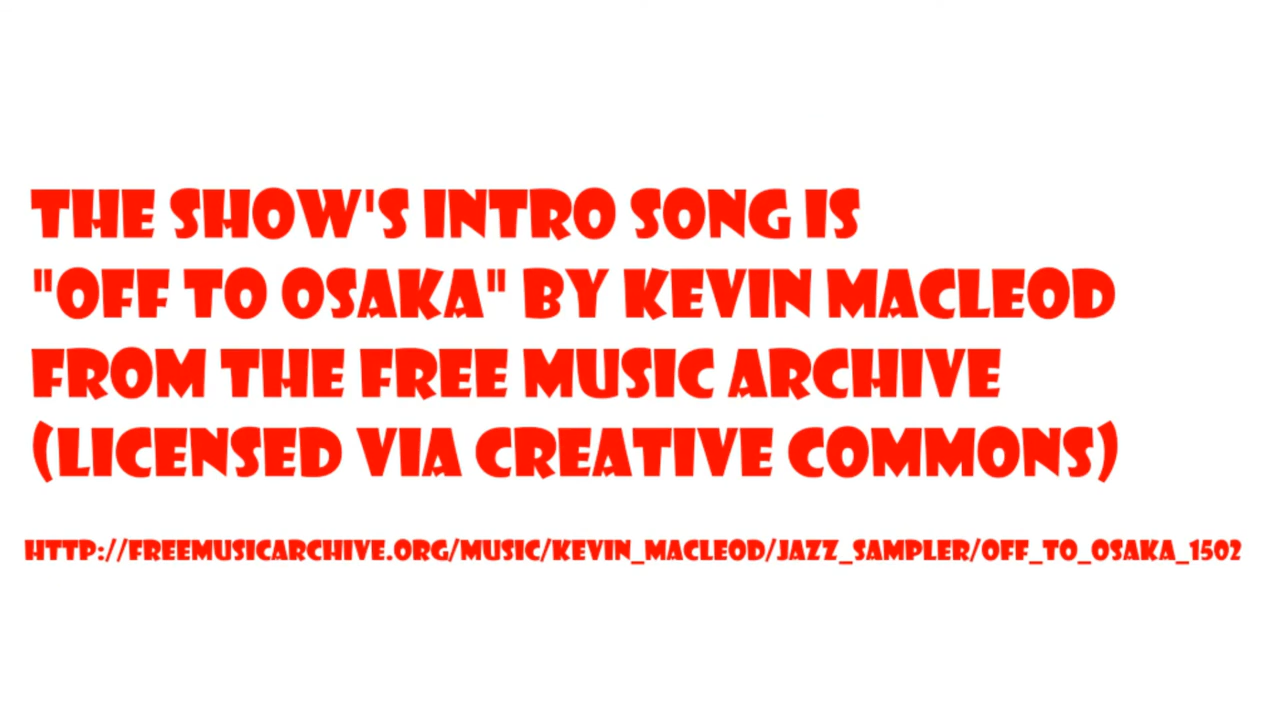 THE SHOW'S INTRO SONG IS
"OFF TO OSAKA" BY KEVIN MACLEOD
FROM THE FREE MUSIC ARCHIVE
(LICENSED VIA CREATIVE COMMONS)
HTTP://FREEMUSICARCHIVE.ORG/MUSIC/KEVIN_MACLEOD/JAZZ_SAMPLER/OFF_TO_OSAKA_1502